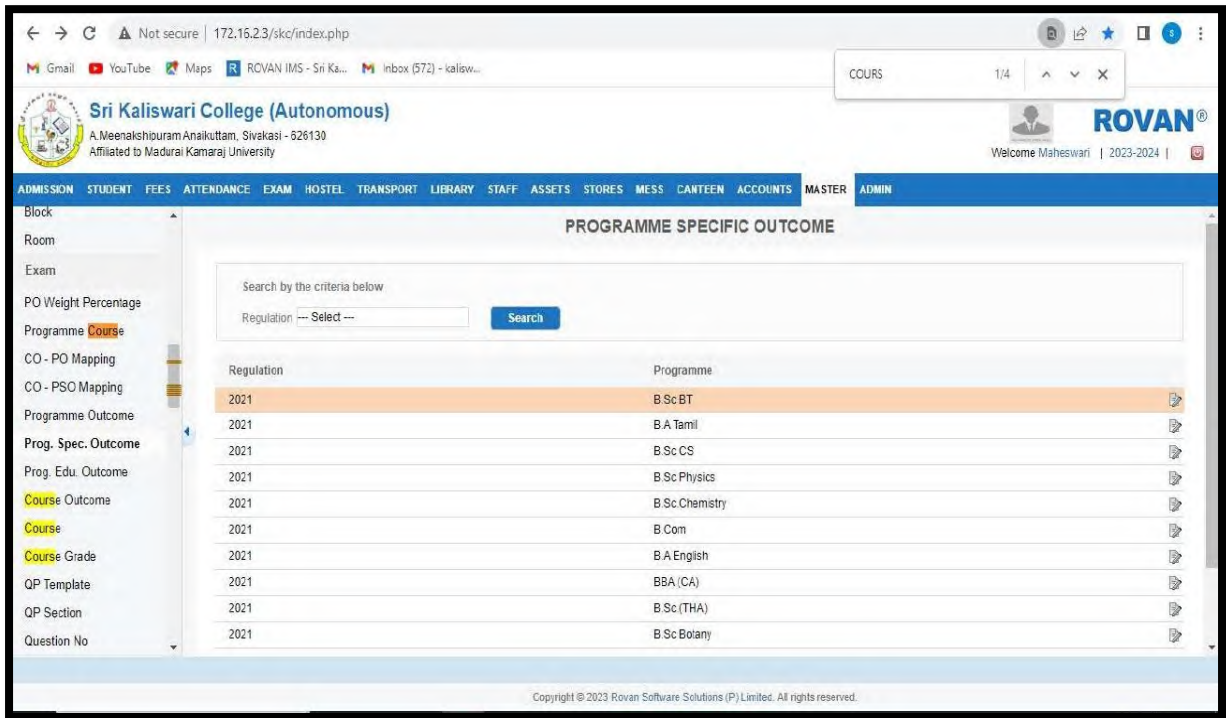 Not secure | 172.16.2.3/skc/index.php
Gmail YouTube Maps ROVAN IMS - Sri Ka... Inbox (572) - kalisw...
COURS 1/4
Sri Kaliswari College (Autonomous)
A.Meenakshipuram Anaikuttam, Sivakasi - 626130
Affiliated to Madurai Kamaraj University
ROVAN®
Welcome Maheswari | 2023-2024 |
ADMISSION STUDENT FEES ATTENDANCE EXAM HOSTEL TRANSPORT LIBRARY STAFF ASSETS STORES MESS CANTEEN ACCOUNTS MASTER ADMIN
Block
Room
Exam
PO Weight Percentage
Programme Course
CO - PO Mapping
CO - PSO Mapping
Programme Outcome
Prog. Spec. Outcome
Prog. Edu. Outcome
Course Outcome
Course
Course Grade
QP Template
QP Section
Question No
PROGRAMME SPECIFIC OUTCOME
Search by the criteria below
Regulation --- Select --- Search
Regulation Programme
2021 B.Sc BT
2021 B.A Tamil
2021 B.Sc CS
2021 B.Sc Physics
2021 B.Sc.Chemistry
2021 B.Com
2021 B.A English
2021 BBA (CA)
2021 B.Sc.(THA)
2021 B.Sc Botany
Copyright © 2023 Rovan Software Solutions (P) Limited. All rights reserved.